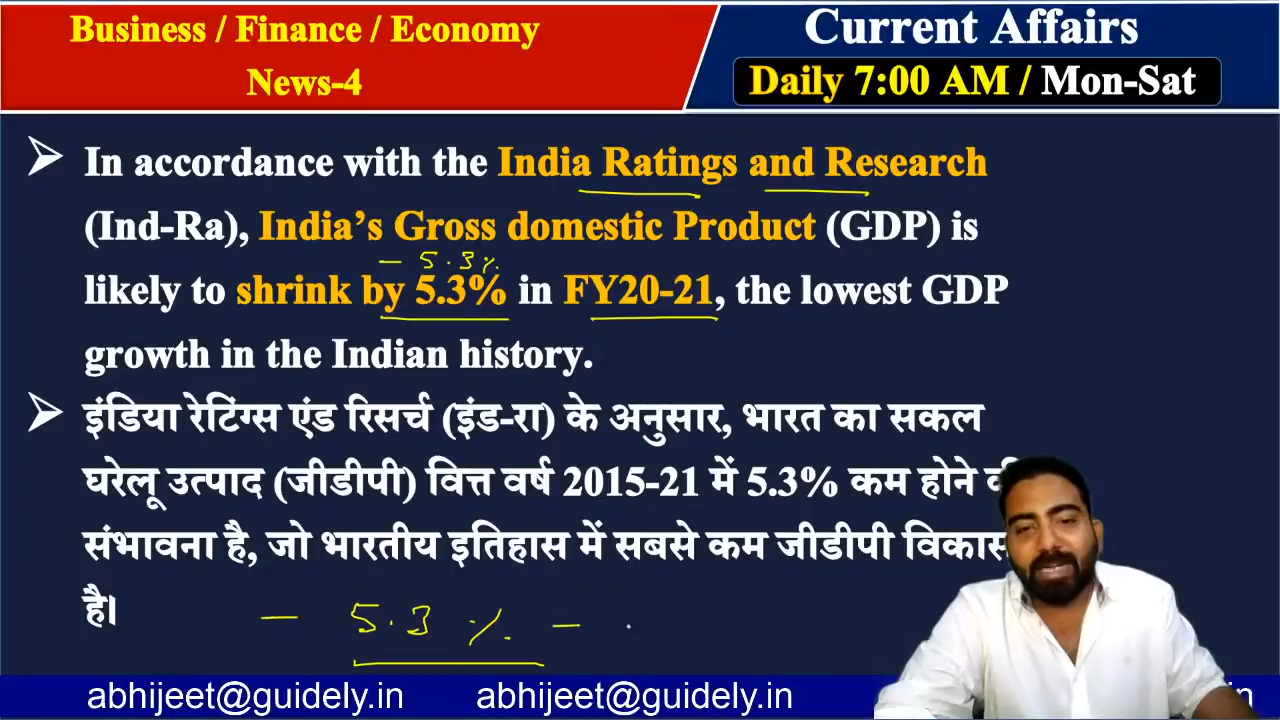 Business / Finance / Economy
News-4
Current Affairs
Daily 7:00 AM / Mon-Sat
In accordance with the India Ratings and Research
(Ind-Ra), India's Gross domestic Product (GDP) is
- 5.3%
likely to shrink by 5.3% in FY20-21, the lowest GDP
growth in the Indian history.
इंडिया रेटिंग्स एंड रिसर्च (इंड-रा) के अनुसार, भारत का सकल
घरेलू उत्पाद (जीडीपी) वित्त वर्ष 2015-21 में 5.3% कम होने
संभावना है, जो भारतीय इतिहास में सबसे कम जीडीपी विकास
है।
- 5.3 % -
abhijeet@guidely.in abhijeet@guidely.in